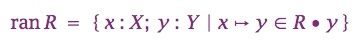 ran R = { x : X; y : Y | x ↦ y ∈ R • y }